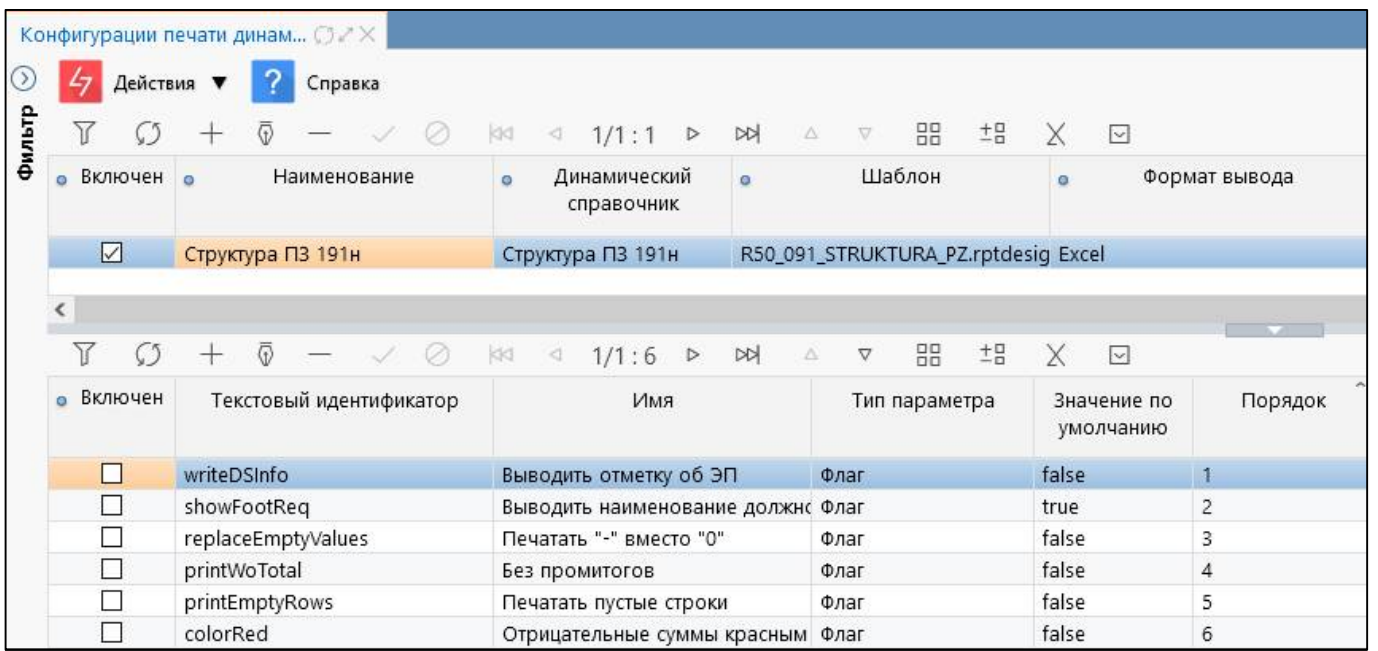 Конфигурации печати динам...
Фильтр
Действия ▼ ? Справка
1/1 : 1
Включен Наименование Динамический справочник Шаблон Формат вывода
Структура ПЗ 191н Структура ПЗ 191н R50_091_STRUKTURA_PZ.rptdesig Excel
1/1 : 6
Включен Текстовый идентификатор Имя Тип параметра Значение по умолчанию Порядок
writeDSInfo Выводить отметку об ЭП Флаг false 1
showFootReq Выводить наименование должно Флаг true 2
replaceEmptyValues Печатать "-" вместо "0" Флаг false 3
printWoTotal Без промитогов Флаг false 4
printEmptyRows Печатать пустые строки Флаг false 5
colorRed Отрицательные суммы красным Флаг false 6